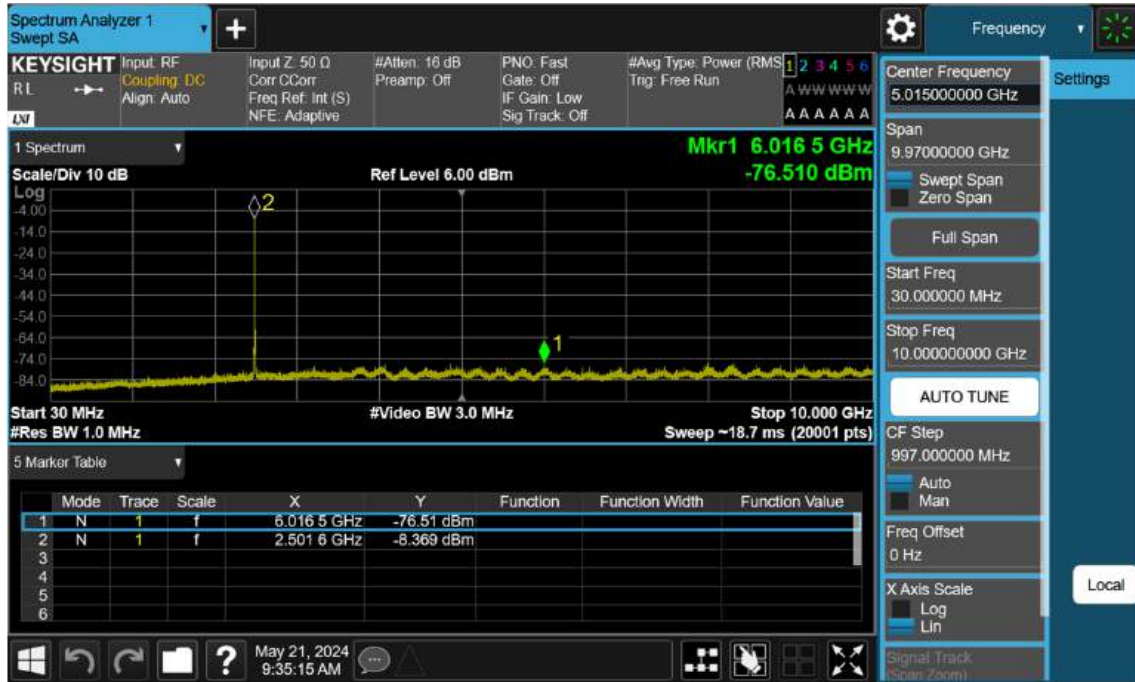 Spectrum Analyzer 1
Swept SA
+
Frequency
KEYSIGHT
RL
LXI
Input: RF
Coupling: DC
Align: Auto
Input Z: 50 Ω
Corr CCorr
Freq Ref: Int (S)
NFE: Adaptive
#Atten: 16 dB
Preamp: Off
PNO: Fast
Gate: Off
IF Gain: Low
Sig Track: Off
#Avg Type: Power (RMS
Trig: Free Run
1 2 3 4 5 6
A W W W W W
A A A A A A
Center Frequency
5.015000000 GHz
Settings
1 Spectrum
Mkr1 6.016 5 GHz
-76.510 dBm
Scale/Div 10 dB
Ref Level 6.00 dBm
Log
-4.00
-14.0
-24.0
-34.0
-44.0
-54.0
-64.0
-74.0
-84.0
2
1
Start 30 MHz
#Video BW 3.0 MHz
Stop 10.000 GHz
#Res BW 1.0 MHz
Sweep ~18.7 ms (20001 pts)
Span
9.97000000 GHz
Swept Span
Zero Span
Full Span
Start Freq
30.000000 MHz
Stop Freq
10.000000000 GHz
AUTO TUNE
CF Step
997.000000 MHz
Auto
Man
Freq Offset
0 Hz
X Axis Scale
Log
Lin
Signal Track
(Span Zoom)
Local
5 Marker Table
Mode Trace Scale X Y Function Function Width Function Value
1 N 1 f 6.016 5 GHz -76.51 dBm
2 N 1 f 2.501 6 GHz -8.369 dBm
3
4
5
6
?
May 21, 2024
9:35:15 AM